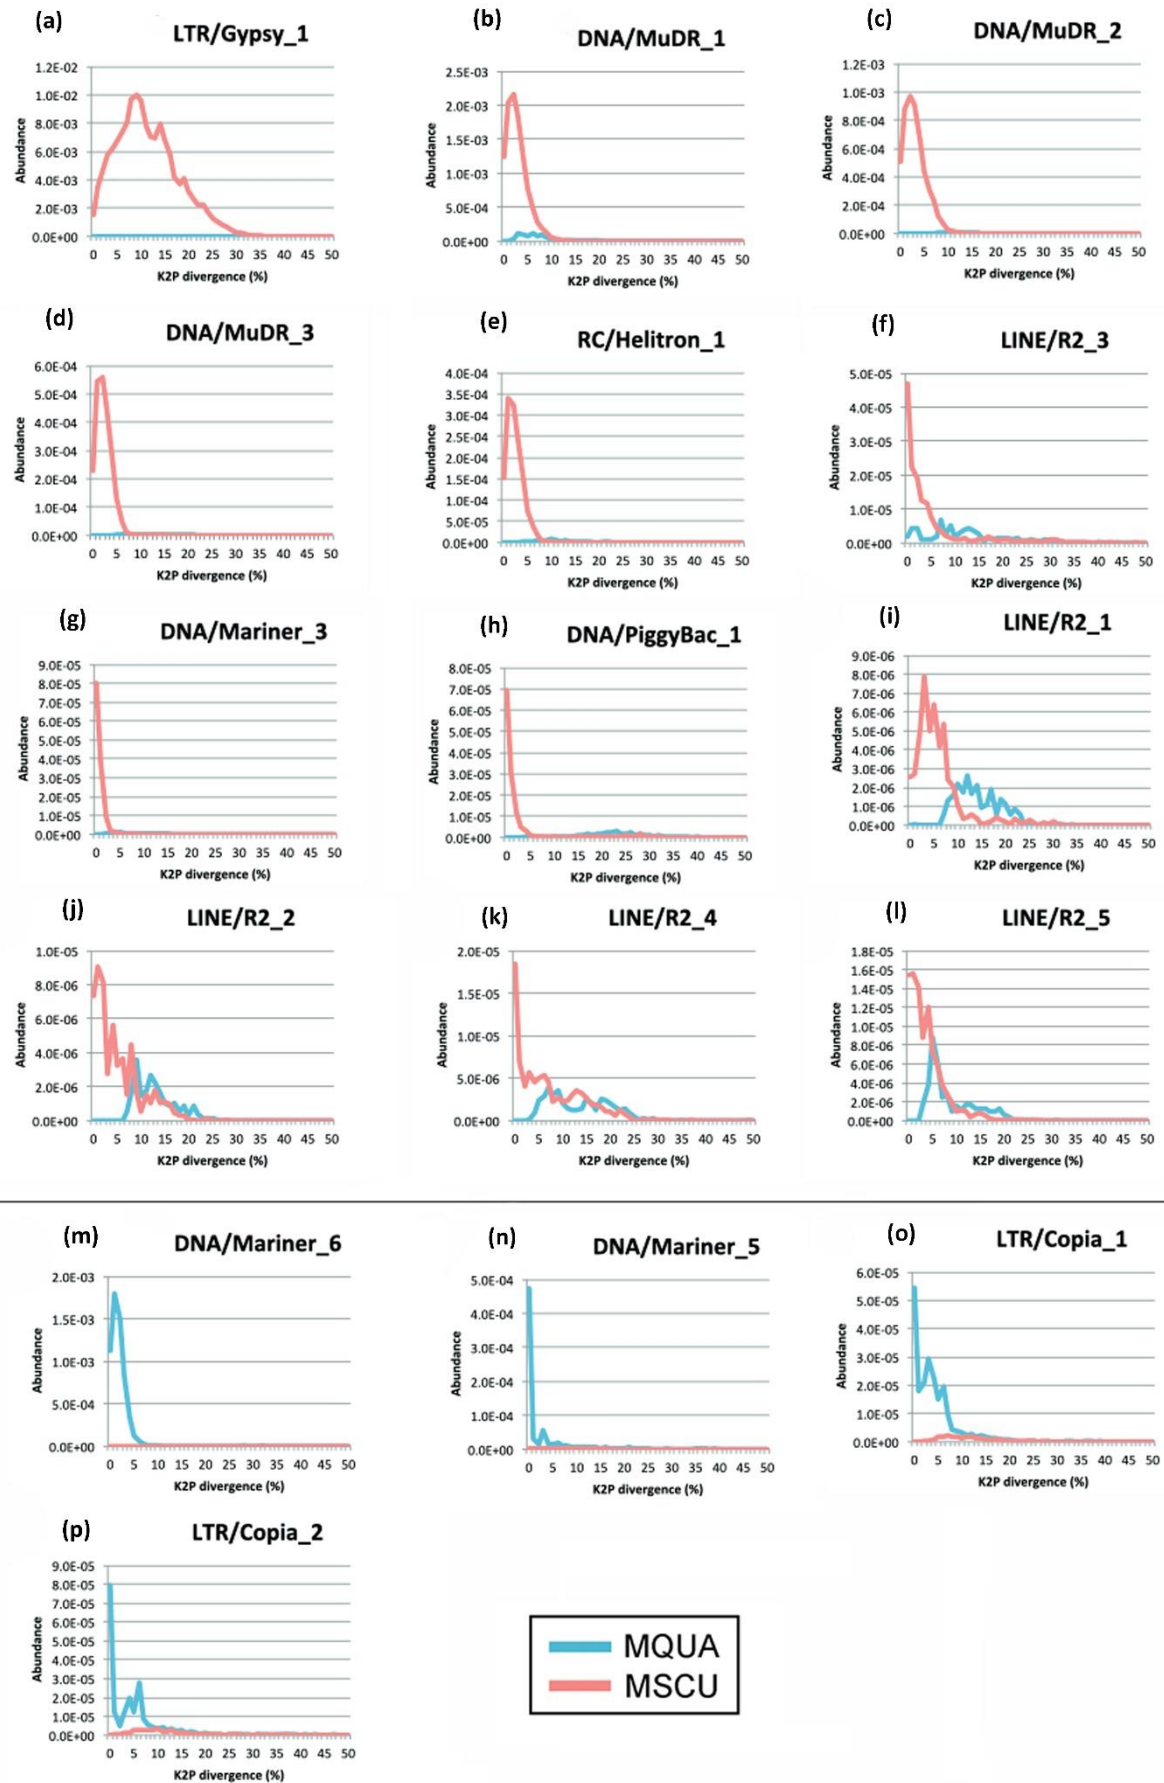 (a)
LTR/Gypsy_1
1.2E-02
1.0E-02
8.0E-03
6.0E-03
4.0E-03
2.0E-03
0.0E+00
Abundance
0 5 10 15 20 25 30 35 40 45 50
K2P divergence (%)
(b)
DNA/MuDR_1
2.5E-03
2.0E-03
1.5E-03
1.0E-03
5.0E-04
0.0E+00
Abundance
0 5 10 15 20 25 30 35 40 45 50
K2P divergence (%)
(c)
DNA/MuDR_2
1.2E-03
1.0E-03
8.0E-04
6.0E-04
4.0E-04
2.0E-04
0.0E+00
Abundance
0 5 10 15 20 25 30 35 40 45 50
K2P divergence (%)
(d)
DNA/MuDR_3
6.0E-04
5.0E-04
4.0E-04
3.0E-04
2.0E-04
1.0E-04
0.0E+00
Abundance
0 5 10 15 20 25 30 35 40 45 50
K2P divergence (%)
(e)
RC/Helitron_1
4.0E-04
3.5E-04
3.0E-04
2.5E-04
2.0E-04
1.5E-04
1.0E-04
5.0E-05
0.0E+00
Abundance
0 5 10 15 20 25 30 35 40 45 50
K2P divergence (%)
(f)
LINE/R2_3
5.0E-05
4.0E-05
3.0E-05
2.0E-05
1.0E-05
0.0E+00
Abundance
0 5 10 15 20 25 30 35 40 45 50
K2P divergence (%)
(g)
DNA/Mariner_3
9.0E-05
8.0E-05
7.0E-05
6.0E-05
5.0E-05
4.0E-05
3.0E-05
2.0E-05
1.0E-05
0.0E+00
Abundance
0 5 10 15 20 25 30 35 40 45 50
K2P divergence (%)
(h)
DNA/PiggyBac_1
8.0E-05
7.0E-05
6.0E-05
5.0E-05
4.0E-05
3.0E-05
2.0E-05
1.0E-05
0.0E+00
Abundance
0 5 10 15 20 25 30 35 40 45 50
K2P divergence (%)
(i)
LINE/R2_1
9.0E-06
8.0E-06
7.0E-06
6.0E-06
5.0E-06
4.0E-06
3.0E-06
2.0E-06
1.0E-06
0.0E+00
Abundance
0 5 10 15 20 25 30 35 40 45 50
K2P divergence (%)
(j)
LINE/R2_2
1.0E-05
8.0E-06
6.0E-06
4.0E-06
2.0E-06
0.0E+00
Abundance
0 5 10 15 20 25 30 35 40 45 50
K2P divergence (%)
(k)
LINE/R2_4
2.0E-05
1.5E-05
1.0E-05
5.0E-06
0.0E+00
Abundance
0 5 10 15 20 25 30 35 40 45 50
K2P divergence (%)
(l)
LINE/R2_5
1.8E-05
1.6E-05
1.4E-05
1.2E-05
1.0E-05
8.0E-06
6.0E-06
4.0E-06
2.0E-06
0.0E+00
Abundance
0 5 10 15 20 25 30 35 40 45 50
K2P divergence (%)
(m)
DNA/Mariner_6
2.0E-03
1.5E-03
1.0E-03
5.0E-04
0.0E+00
Abundance
0 5 10 15 20 25 30 35 40 45 50
K2P divergence (%)
(n)
DNA/Mariner_5
5.0E-04
4.0E-04
3.0E-04
2.0E-04
1.0E-04
0.0E+00
Abundance
0 5 10 15 20 25 30 35 40 45 50
K2P divergence (%)
(o)
LTR/Copia_1
6.0E-05
5.0E-05
4.0E-05
3.0E-05
2.0E-05
1.0E-05
0.0E+00
Abundance
0 5 10 15 20 25 30 35 40 45 50
K2P divergence (%)
(p)
LTR/Copia_2
9.0E-05
8.0E-05
7.0E-05
6.0E-05
5.0E-05
4.0E-05
3.0E-05
2.0E-05
1.0E-05
0.0E+00
Abundance
0 5 10 15 20 25 30 35 40 45 50
K2P divergence (%)
MQUA
MSCU